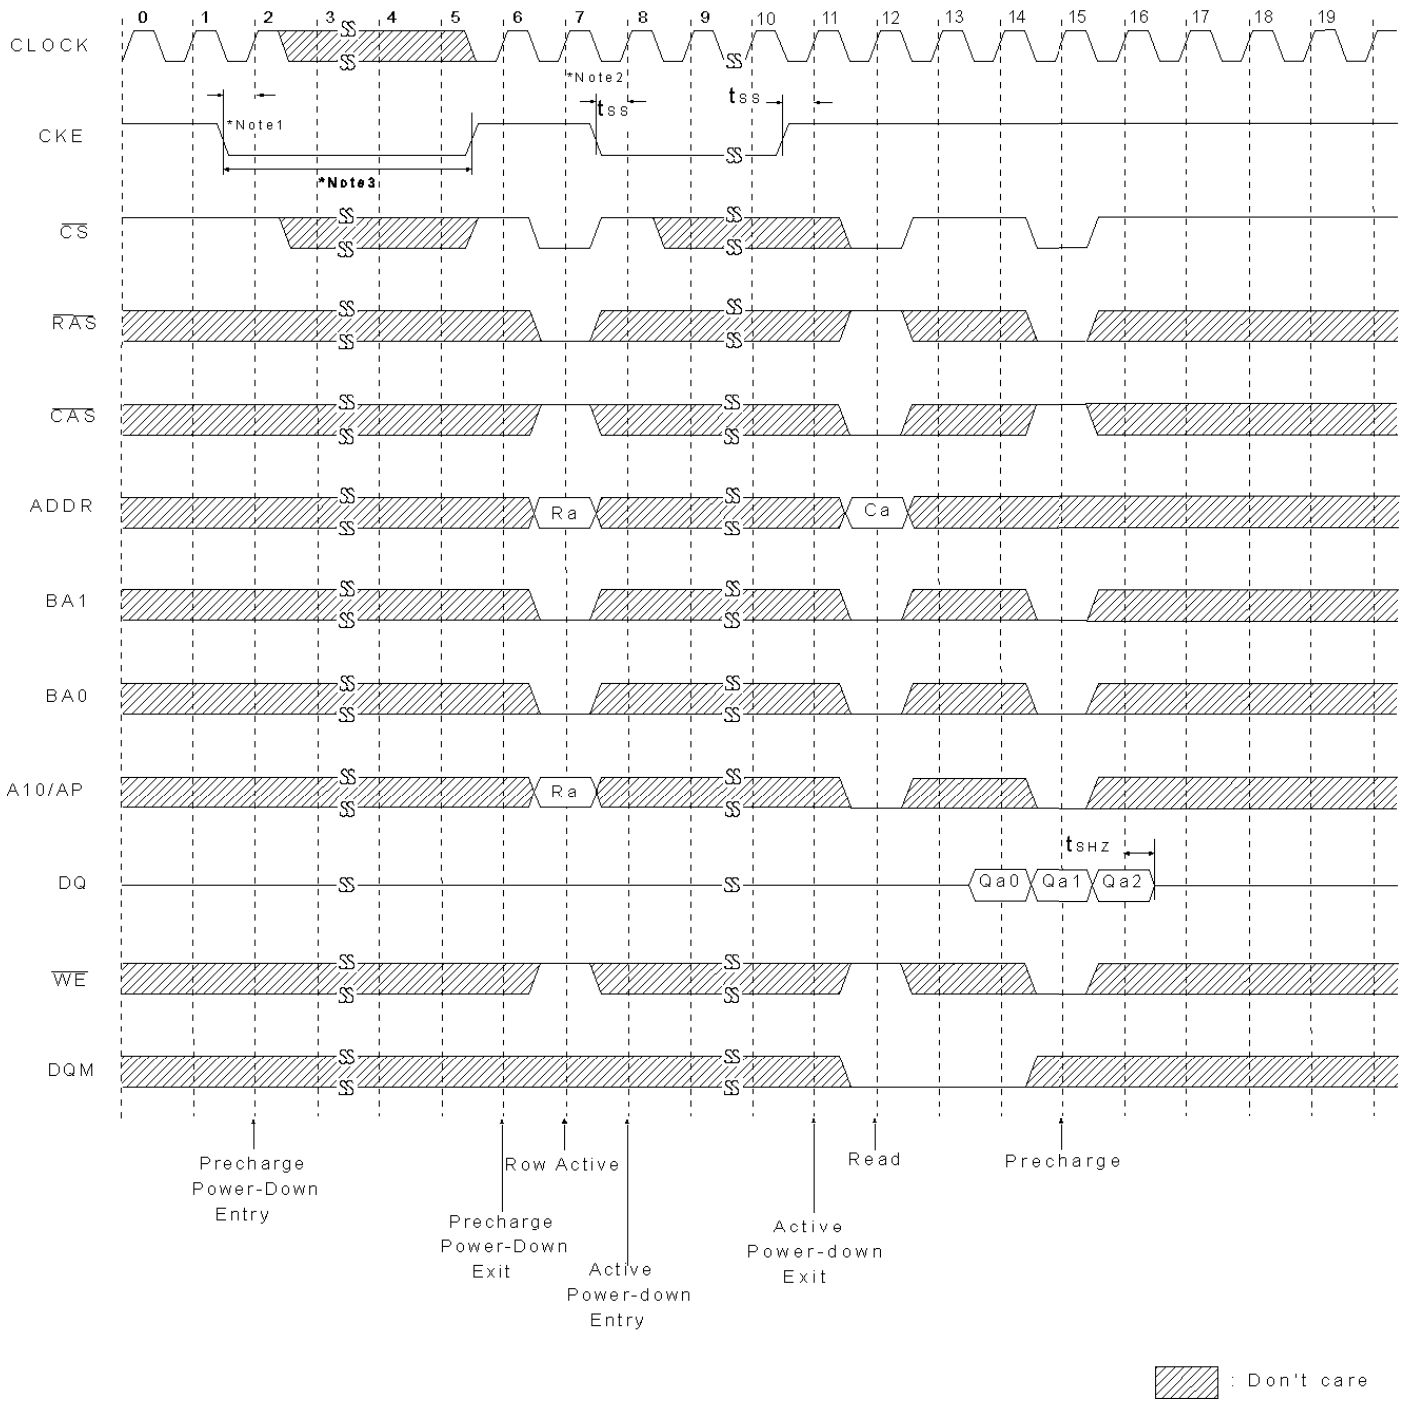 0 1 2 3 4 5 6 7 8 9 10 11 12 13 14 15 16 17 18 19
CLOCK
*Note2
tSS
tSS
*Note1
CKE
*Note3
CS
RAS
CAS
ADDR
Ra
Ca
BA1
BA0
A10/AP
Ra
tSHZ
DQ
Qa0 Qa1 Qa2
WE
DQM
Precharge
Power-Down
Entry
Row Active
Read
Precharge
Precharge
Power-Down
Exit
Active
Power-down
Exit
Active
Power-down
Entry
: Don't care